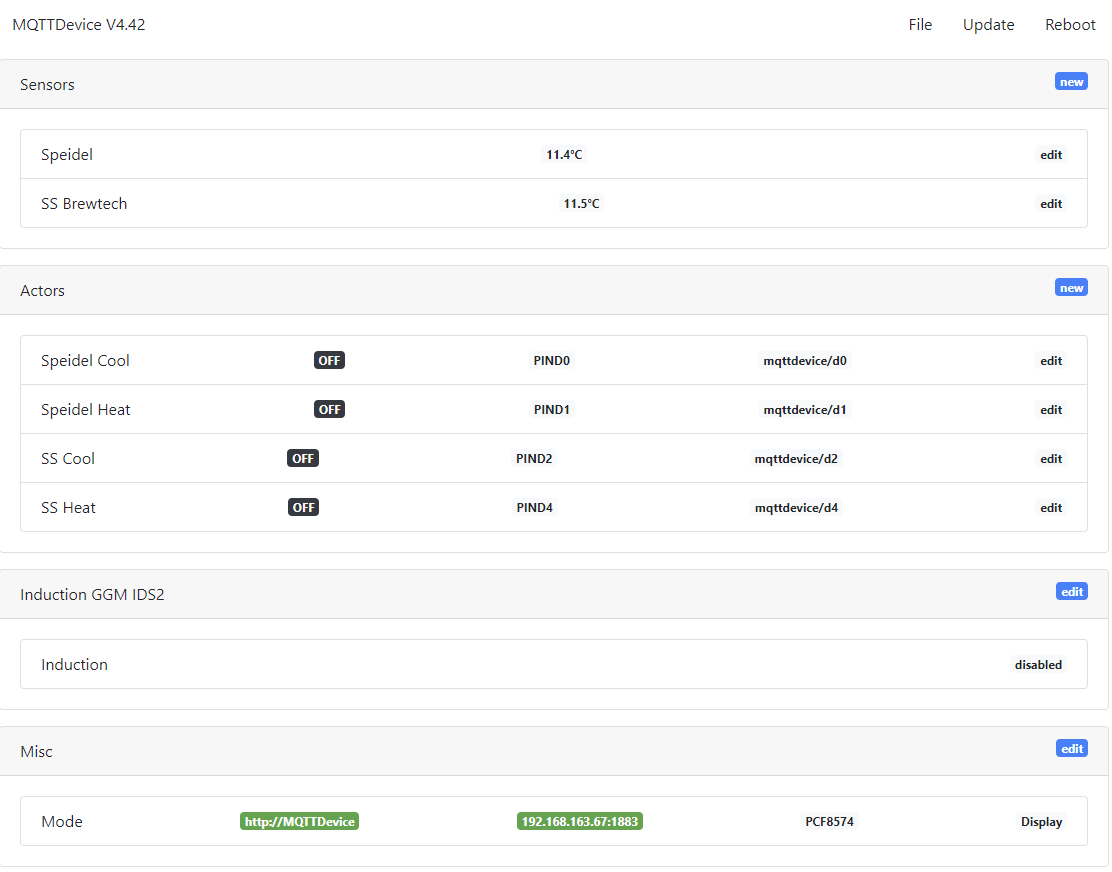 MQTTDevice V4.42 File Update Reboot
Sensors new
Speidel 11.4°C edit
SS Brewtech 11.5°C edit
Actors new
Speidel Cool OFF PIND0 mqttdevice/d0 edit
Speidel Heat OFF PIND1 mqttdevice/d1 edit
SS Cool OFF PIND2 mqttdevice/d2 edit
SS Heat OFF PIND4 mqttdevice/d4 edit
Induction GGM IDS2 edit
Induction disabled
Misc edit
Mode http://MQTTDevice 192.168.163.67:1883 PCF8574 Display